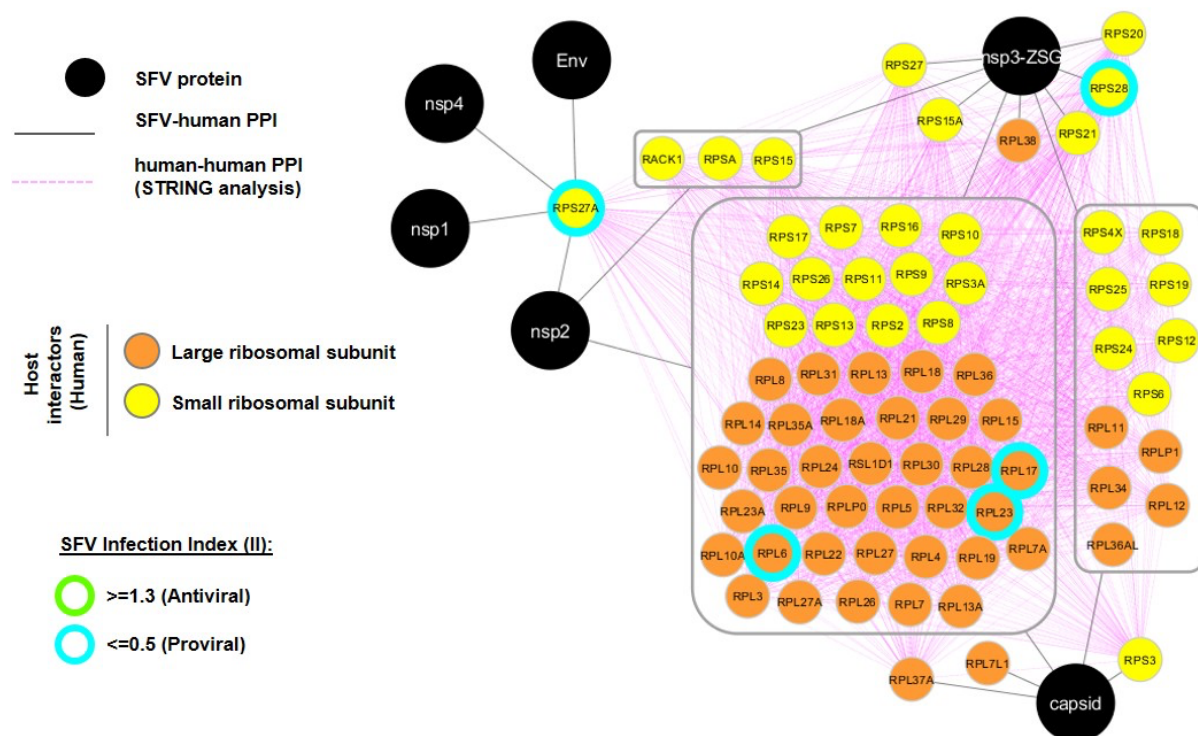 SFV protein
SFV-human PPI
human-human PPI
(STRING analysis)
Host
interactors
(Human)
Large ribosomal subunit
Small ribosomal subunit
SFV Infection Index (II):
>=1.3 (Antiviral)
<=0.5 (Proviral)
Env
nsp4
nsp1
nsp2
RPS27A
nsp3-ZSG
RPS20
RPS27
RPS28
RPS15A
RPS21
RPL38
RACK1 RPSA RPS15
RPS17 RPS7 RPS16 RPS10
RPS14 RPS26 RPS11 RPS9 RPS3A
RPS23 RPS13 RPS2 RPS8
RPL8 RPL31 RPL13 RPL18 RPL36
RPL14 RPL35A RPL18A RPL21 RPL29 RPL15
RPL10 RPL35 RPL24 RSL1D1 RPL30 RPL28 RPL17
RPL23A RPL9 RPLP0 RPL5 RPL32 RPL23
RPL10A RPL6 RPL22 RPL27 RPL4 RPL19 RPL7A
RPL3 RPL27A RPL26 RPL7 RPL13A
RPS4X RPS18
RPS25 RPS19
RPS24 RPS12
RPS6
RPL11
RPLP1
RPL34
RPL12
RPL36AL
RPL37A
RPL7L1
RPS3
capsid